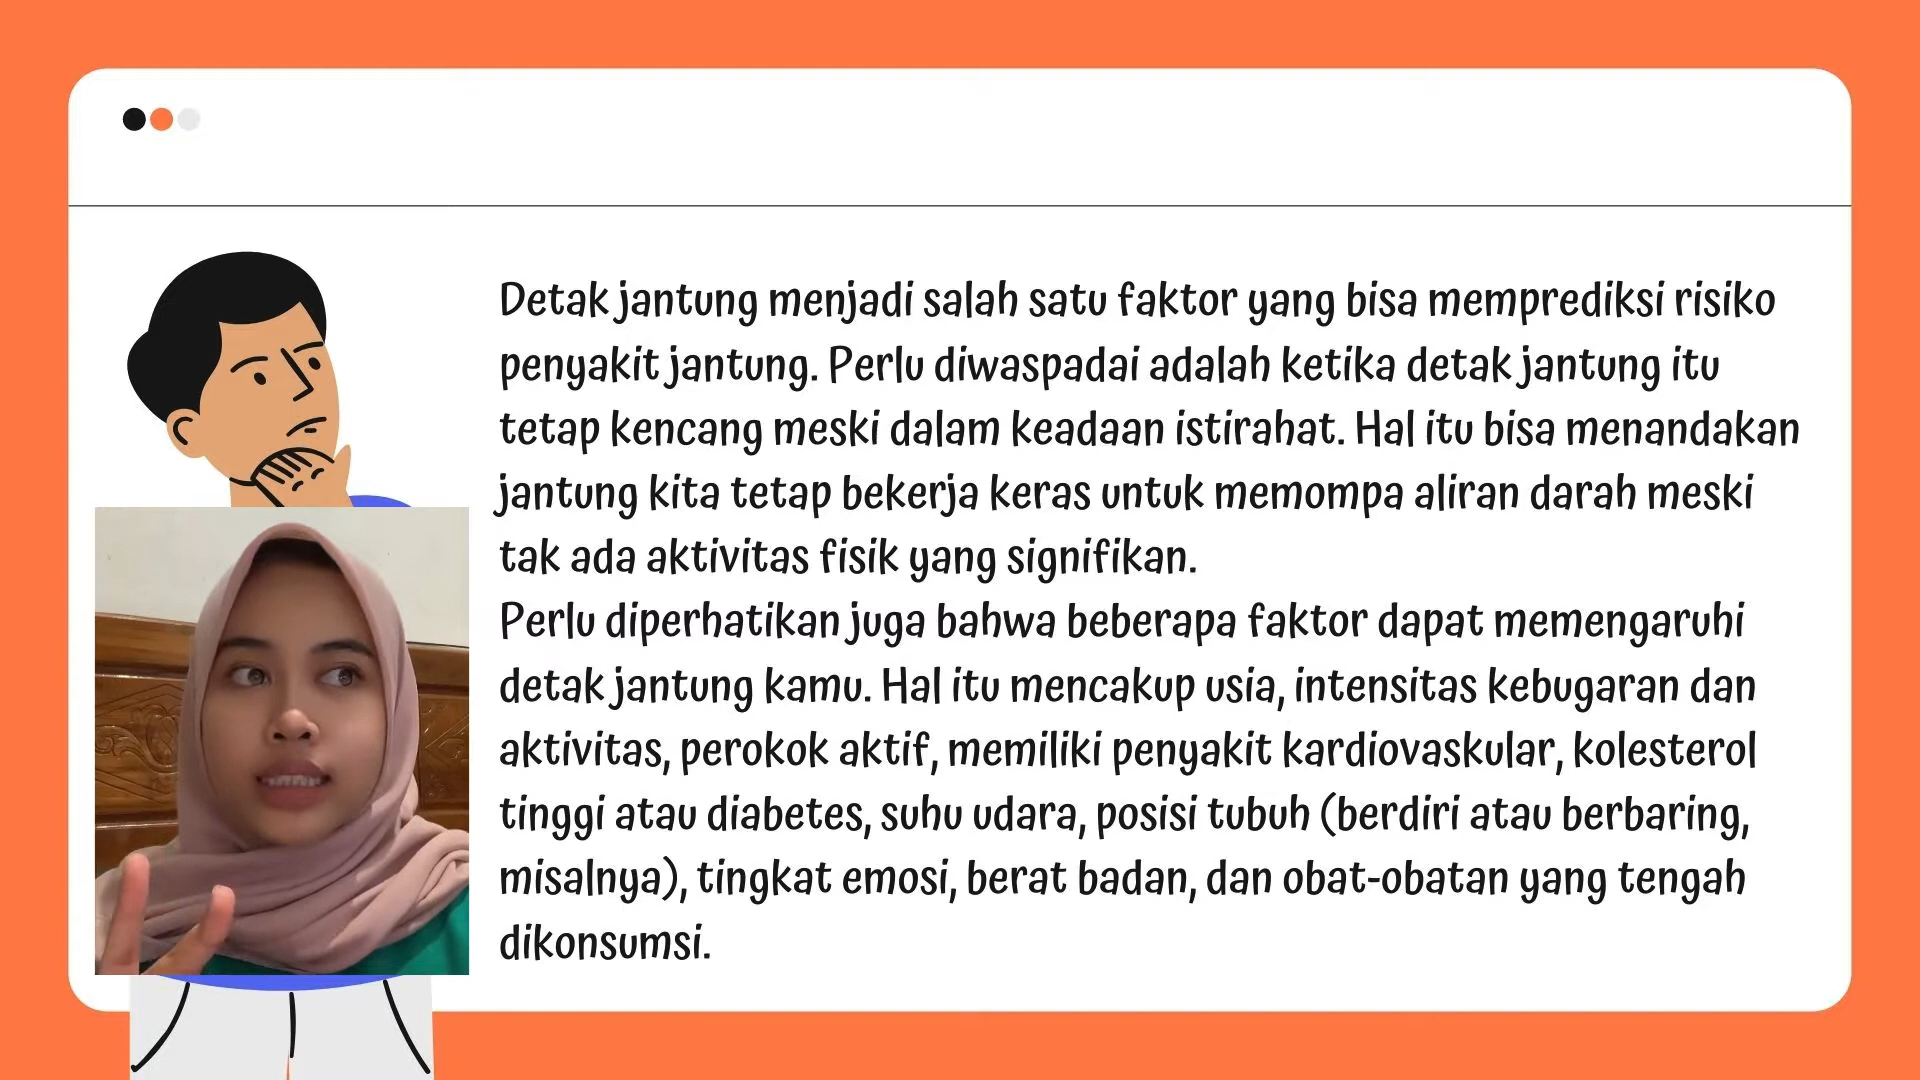 Detak jantung menjadi salah satu faktor yang bisa memprediksi risiko
penyakit jantung. Perlu diwaspadai adalah ketika detak jantung itu
tetap kencang meski dalam keadaan istirahat. Hal itu bisa menandakan
jantung kita tetap bekerja keras untuk memompa aliran darah meski
tak ada aktivitas fisik yang signifikan.
Perlu diperhatikan juga bahwa beberapa faktor dapat memengaruhi
detak jantung kamu. Hal itu mencakup usia, intensitas kebugaran dan
aktivitas, perokok aktif, memiliki penyakit kardiovaskular, kolesterol
tinggi atau diabetes, suhu udara, posisi tubuh (berdiri atau berbaring,
misalnya), tingkat emosi, berat badan, dan obat-obatan yang tengah
dikonsumsi.